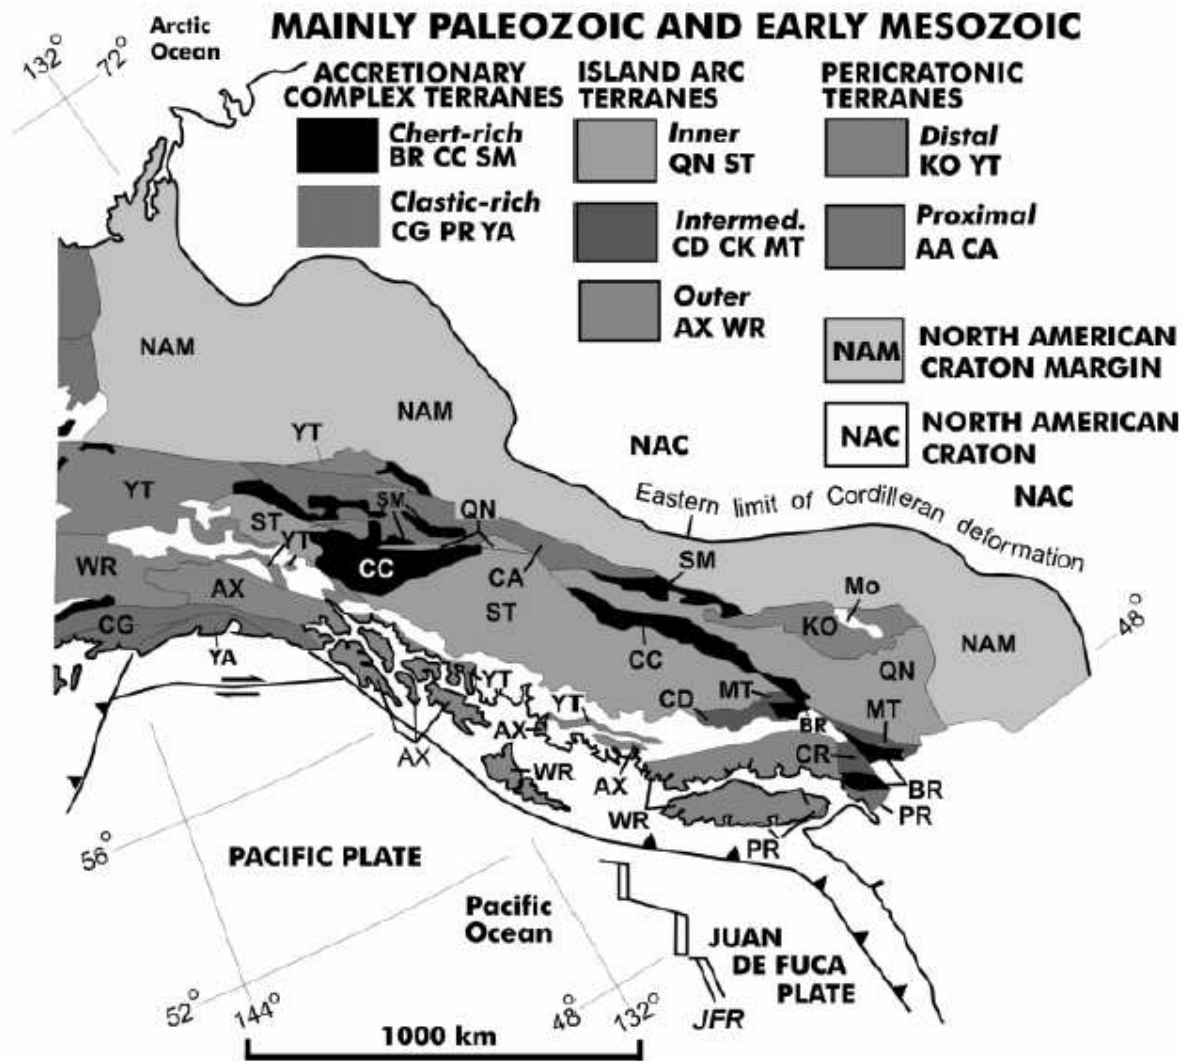 MAINLY PALEOZOIC AND EARLY MESOZOIC
Arctic
Ocean
132°
72°
ACCRETIONARY
COMPLEX TERRANES
Chert-rich
BR CC SM
Clastic-rich
CG PR YA
ISLAND ARC
TERRANES
Inner
QN ST
Intermed.
CD CK MT
Outer
AX WR
PERICRATONIC
TERRANES
Distal
KO YT
Proximal
AA CA
NAM
NORTH AMERICAN
CRATON MARGIN
NAC
NORTH AMERICAN
CRATON
NAM
NAM
NAC
NAC
Eastern limit of Cordilleran deformation
YT
YT
SM
QN
ST
YT
CC
CA
SM
Mo
48°
WR
AX
ST
KO
NAM
CG
YA
CC
QN
YT
YT
CD
MT
MT
AX
AX
BR
CR
WR
AX
WR
BR
PR
PR
56°
PACIFIC PLATE
Pacific
Ocean
JUAN
DE FUCA
PLATE
52°
144°
48°
132°
JFR
1000 km